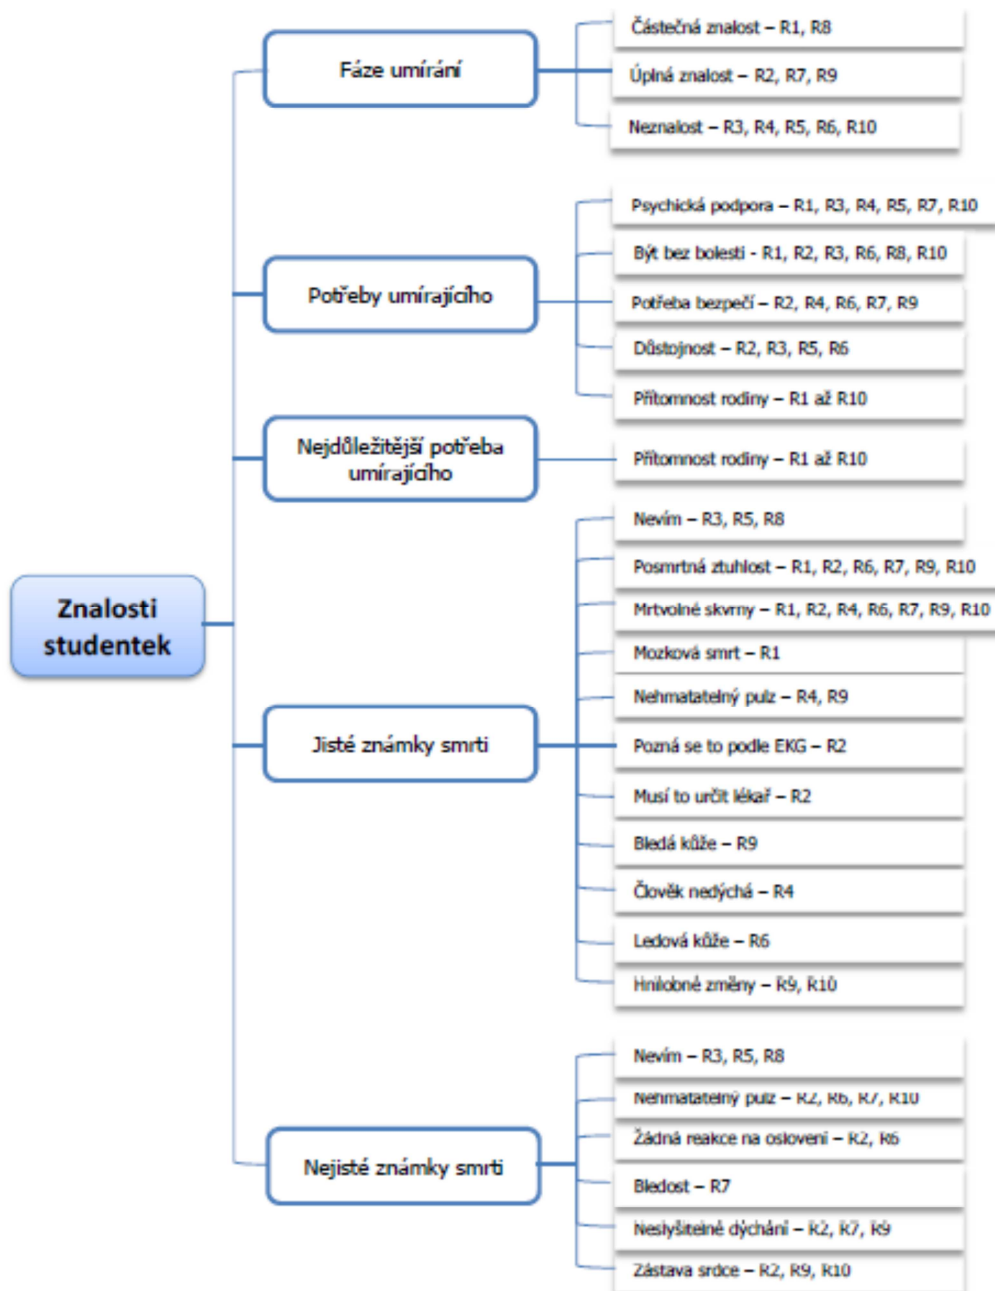 Znalosti
studentek
Fáze umírání
Částečná znalost – R1, R8
Úplná znalost – R2, R7, R9
Neznalost – R3, R4, R5, R6, R10
Potřeby umírajícího
Psychická podpora – R1, R3, R4, R5, R7, R10
Být bez bolesti - R1, R2, R3, R6, R8, R10
Potřeba bezpečí – R2, R4, R6, R7, R9
Důstojnost – R2, R3, R5, R6
Přítomnost rodiny – R1 až R10
Nejdůležitější potřeba
umírajícího
Přítomnost rodiny – R1 až R10
Jisté známky smrti
Nevím – R3, R5, R8
Posmrtná ztuhlost – R1, R2, R6, R7, R9, R10
Mrtvolné skvrny – R1, R2, R4, R6, R7, R9, R10
Mozková smrt – R1
Nehmatatelný pulz – R4, R9
Pozná se to podle EKG – R2
Musí to určit lékař – R2
Bledá kůže – R9
Člověk nedýchá – R4
Ledová kůže – R6
Hnilobné změny – R9, R10
Nejisté známky smrti
Nevím – R3, R5, R8
Nehmatatelný pulz – R2, R6, R7, R10
Žádná reakce na oslovení – R2, R6
Bledost – R7
Neslyšitelné dýchání – R2, R7, R9
Zástava srdce – R2, R9, R10